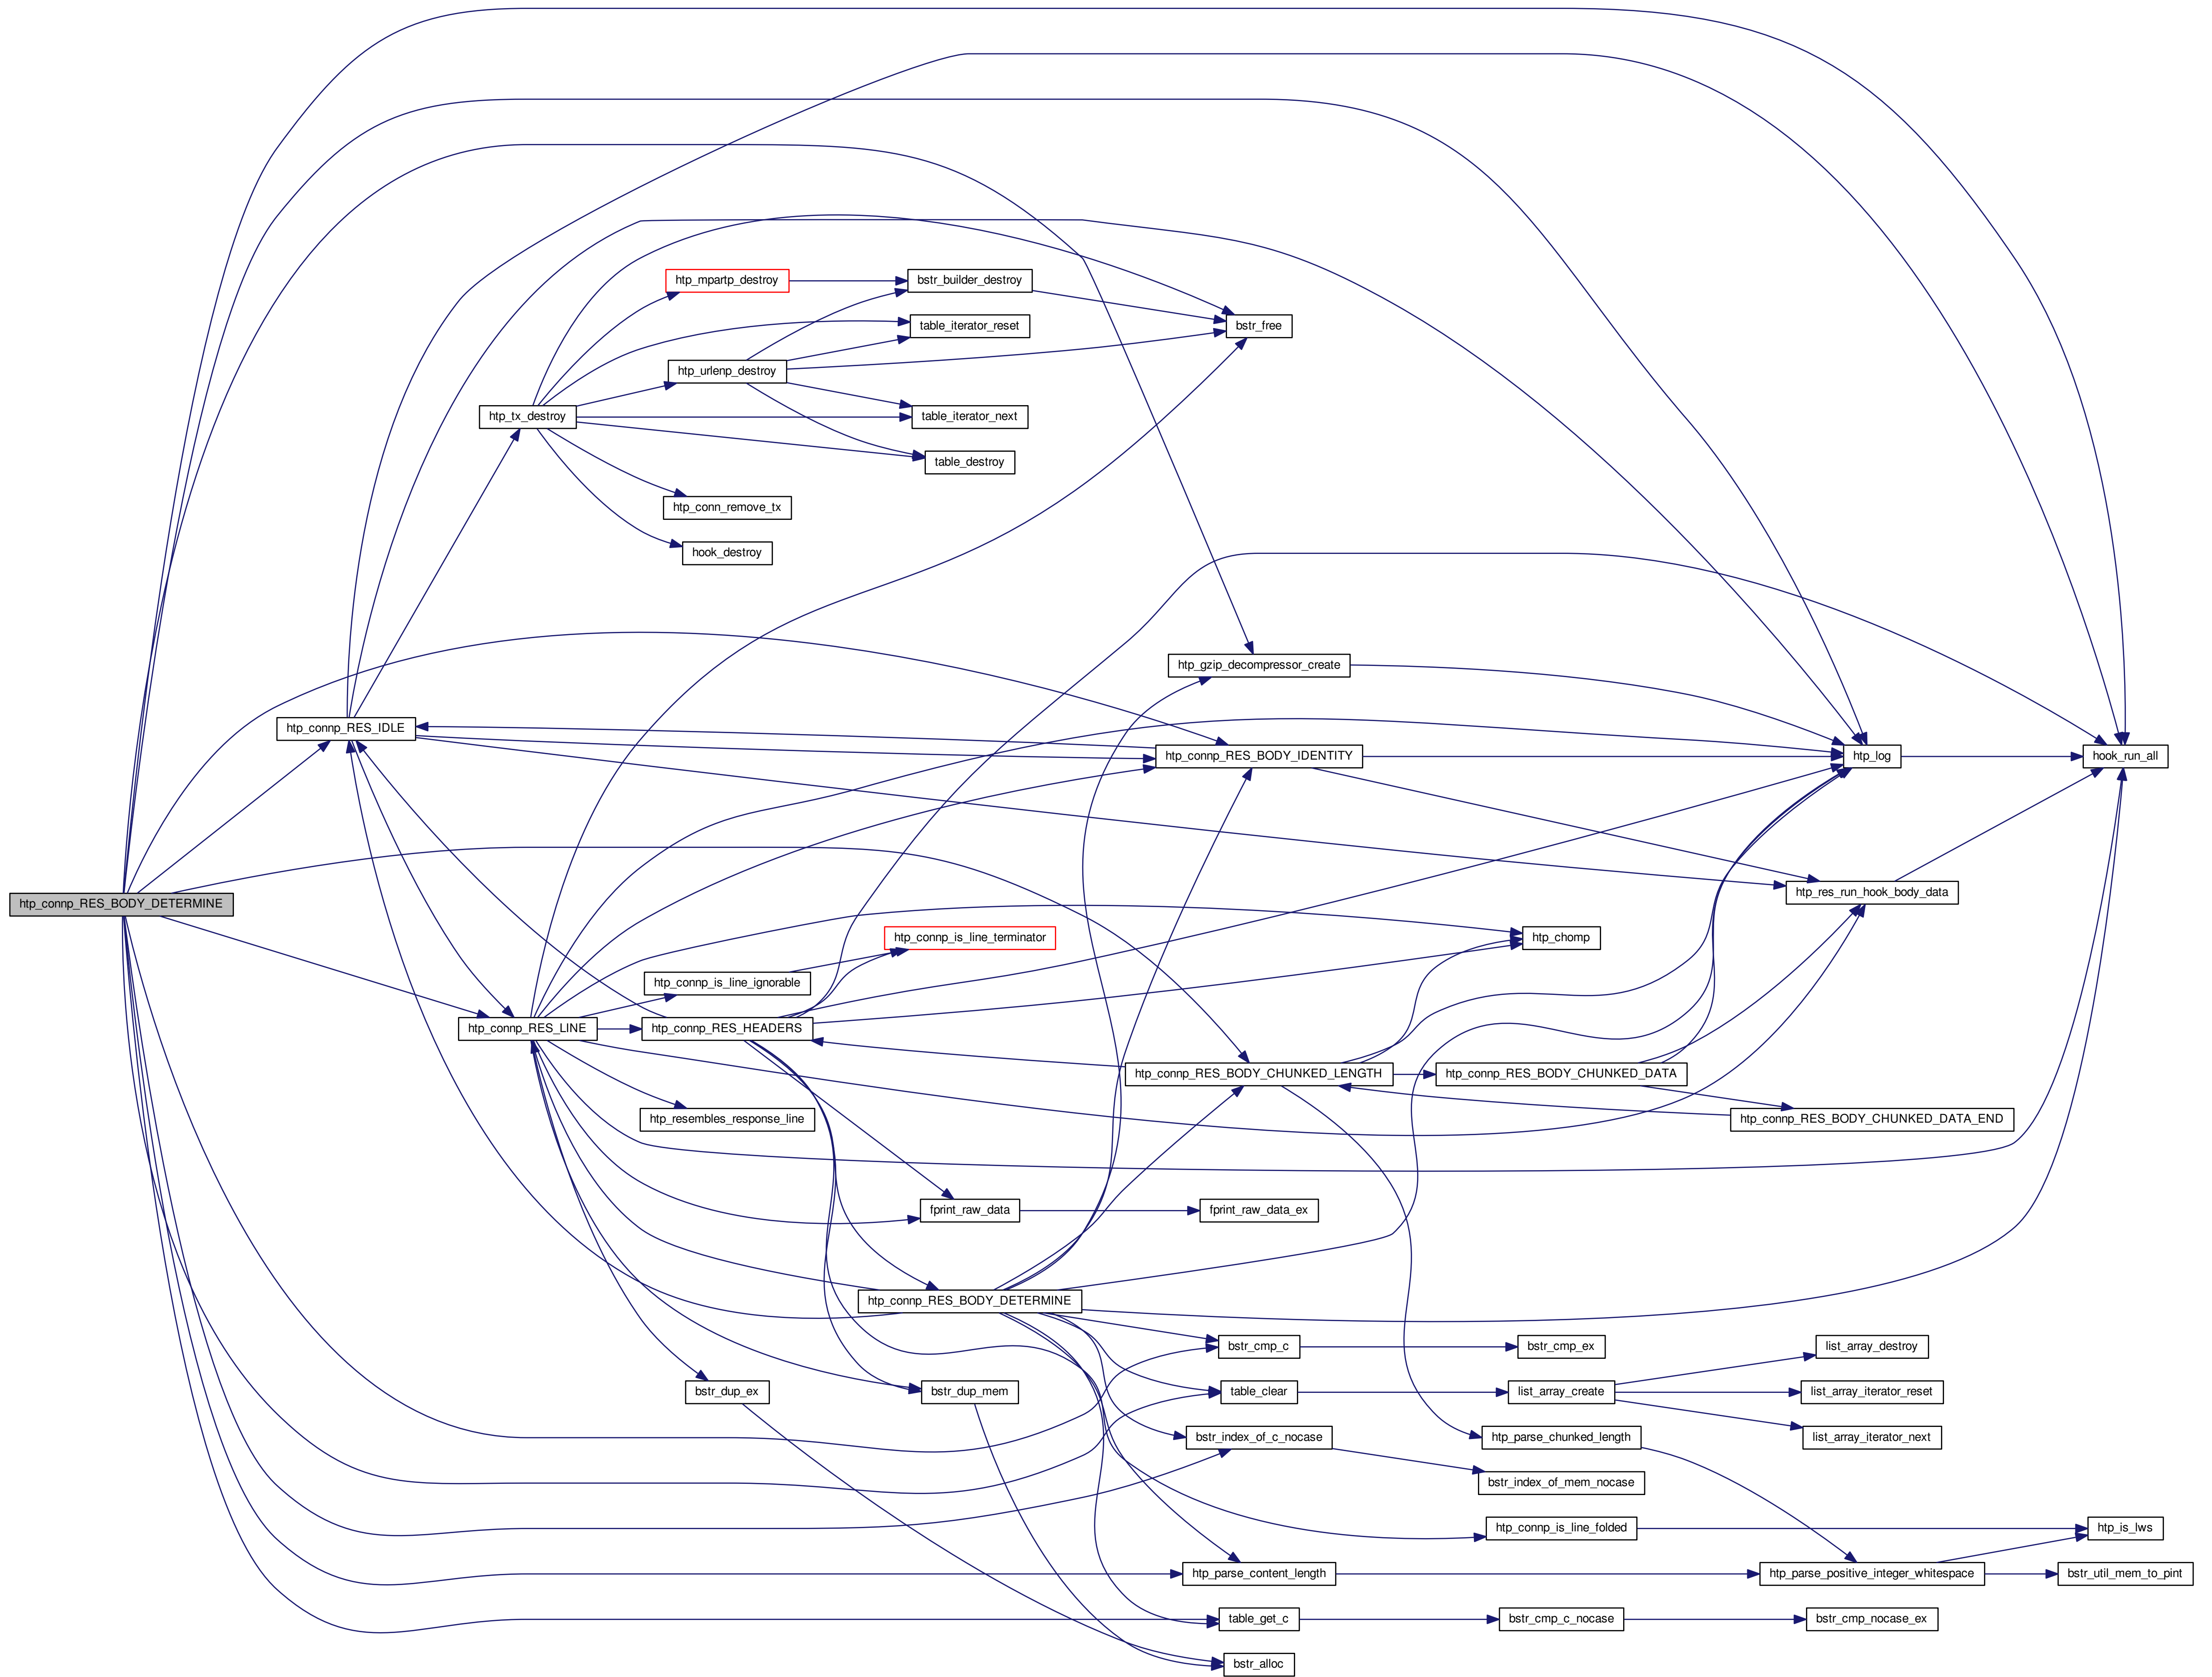 htp_mpartp_destroy
bstr_builder_destroy
table_iterator_reset
bstr_free
htp_urlenp_destroy
htp_tx_destroy
table_iterator_next
table_destroy
htp_conn_remove_tx
hook_destroy
htp_gzip_decompressor_create
htp_connp_RES_IDLE
htp_connp_RES_BODY_IDENTITY
htp_log
hook_run_all
htp_connp_RES_BODY_DETERMINE
htp_res_run_hook_body_data
htp_connp_is_line_terminator
htp_chomp
htp_connp_is_line_ignorable
htp_connp_RES_LINE
htp_connp_RES_HEADERS
htp_connp_RES_BODY_CHUNKED_LENGTH
htp_connp_RES_BODY_CHUNKED_DATA
htp_resembles_response_line
htp_connp_RES_BODY_CHUNKED_DATA_END
fprint_raw_data
fprint_raw_data_ex
htp_connp_RES_BODY_DETERMINE
bstr_cmp_c
bstr_cmp_ex
list_array_destroy
bstr_dup_ex
bstr_dup_mem
table_clear
list_array_create
list_array_iterator_reset
bstr_index_of_c_nocase
htp_parse_chunked_length
list_array_iterator_next
bstr_index_of_mem_nocase
htp_connp_is_line_folded
htp_is_lws
htp_parse_content_length
htp_parse_positive_integer_whitespace
bstr_util_mem_to_pint
table_get_c
bstr_cmp_c_nocase
bstr_cmp_nocase_ex
bstr_alloc